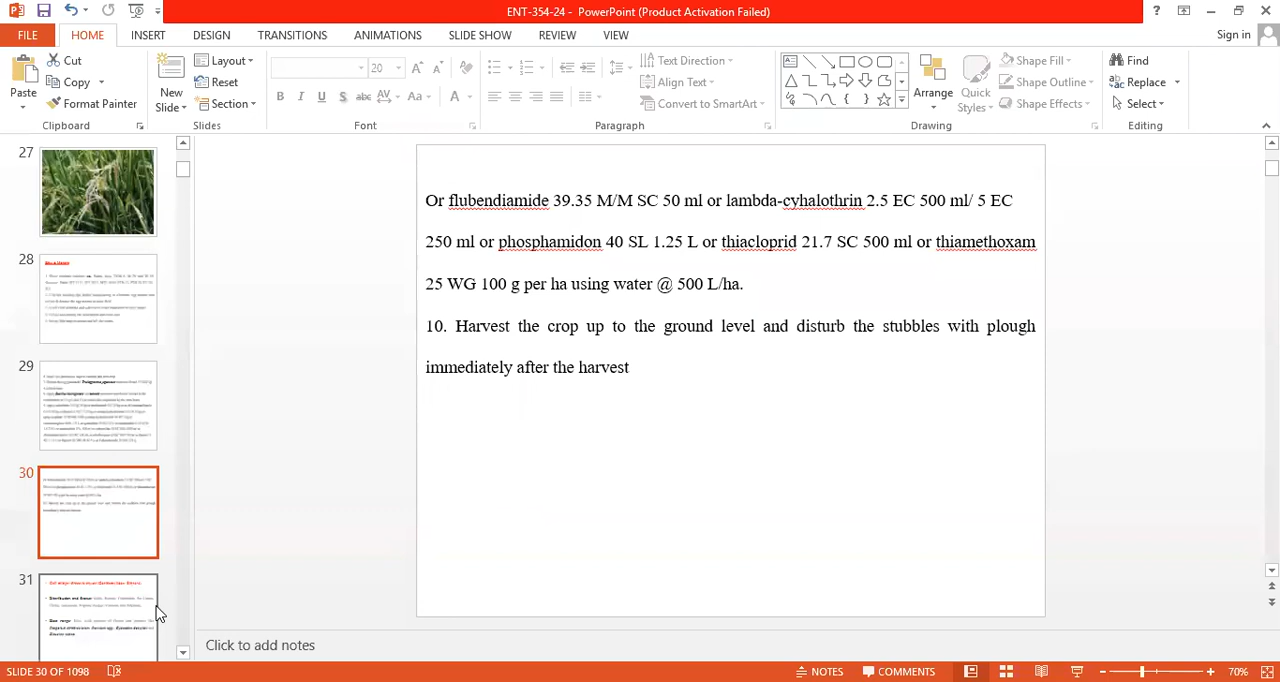 ENT-354-24 - PowerPoint (Product Activation Failed)
FILE HOME INSERT DESIGN TRANSITIONS ANIMATIONS SLIDE SHOW REVIEW VIEW Sign in
Paste
Cut
Copy
Format Painter
Clipboard
New Slide
Layout
Reset
Section
Slides
20
Font
Text Direction
Align Text
Convert to SmartArt
Paragraph
Arrange
Quick Styles
Shape Fill
Shape Outline
Shape Effects
Drawing
Find
Replace
Select
Editing
27
28
29
30
31
Or flubendiamide 39.35 M/M SC 50 ml or lambda-cyhalothrin 2.5 EC 500 ml/ 5 EC
250 ml or phosphamidon 40 SL 1.25 L or thiacloprid 21.7 SC 500 ml or thiamethoxam
25 WG 100 g per ha using water @ 500 L/ha.
10. Harvest the crop up to the ground level and disturb the stubbles with plough
immediately after the harvest
Click to add notes
SLIDE 30 OF 1098 NOTES COMMENTS 70%